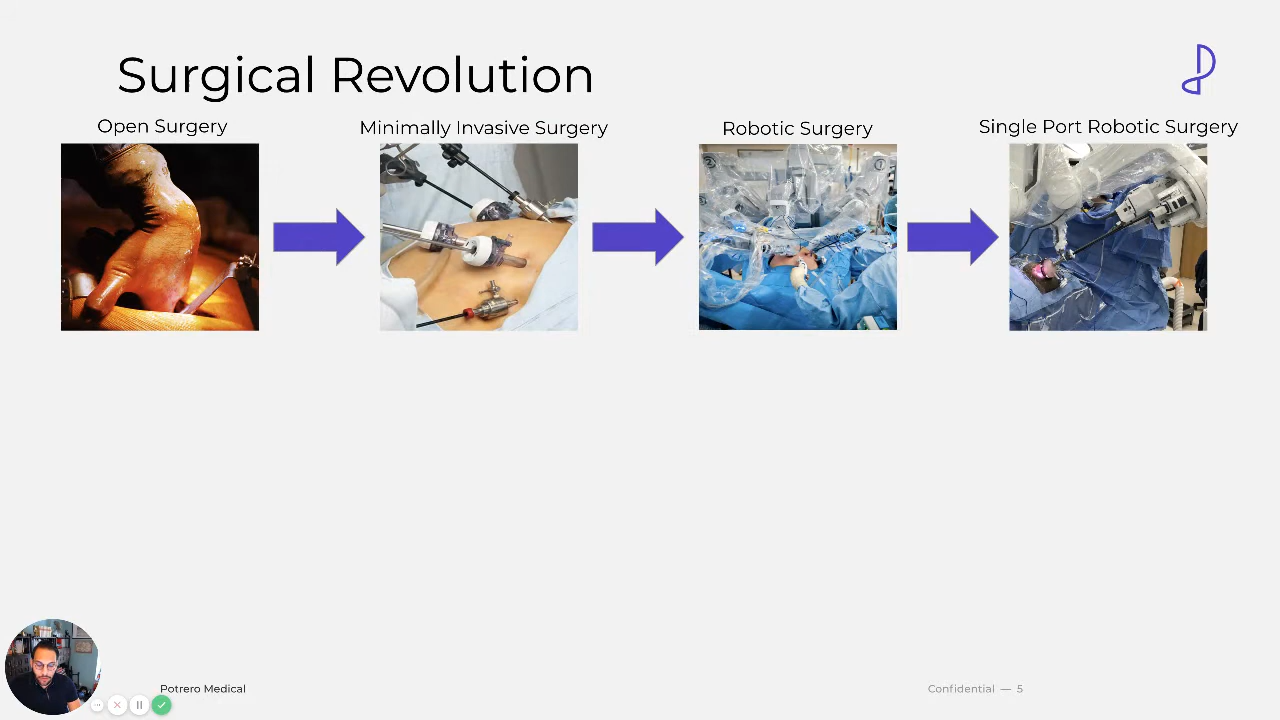 Surgical Revolution
Open Surgery
Minimally Invasive Surgery
Robotic Surgery
Single Port Robotic Surgery
Potrero Medical
Confidential — 5